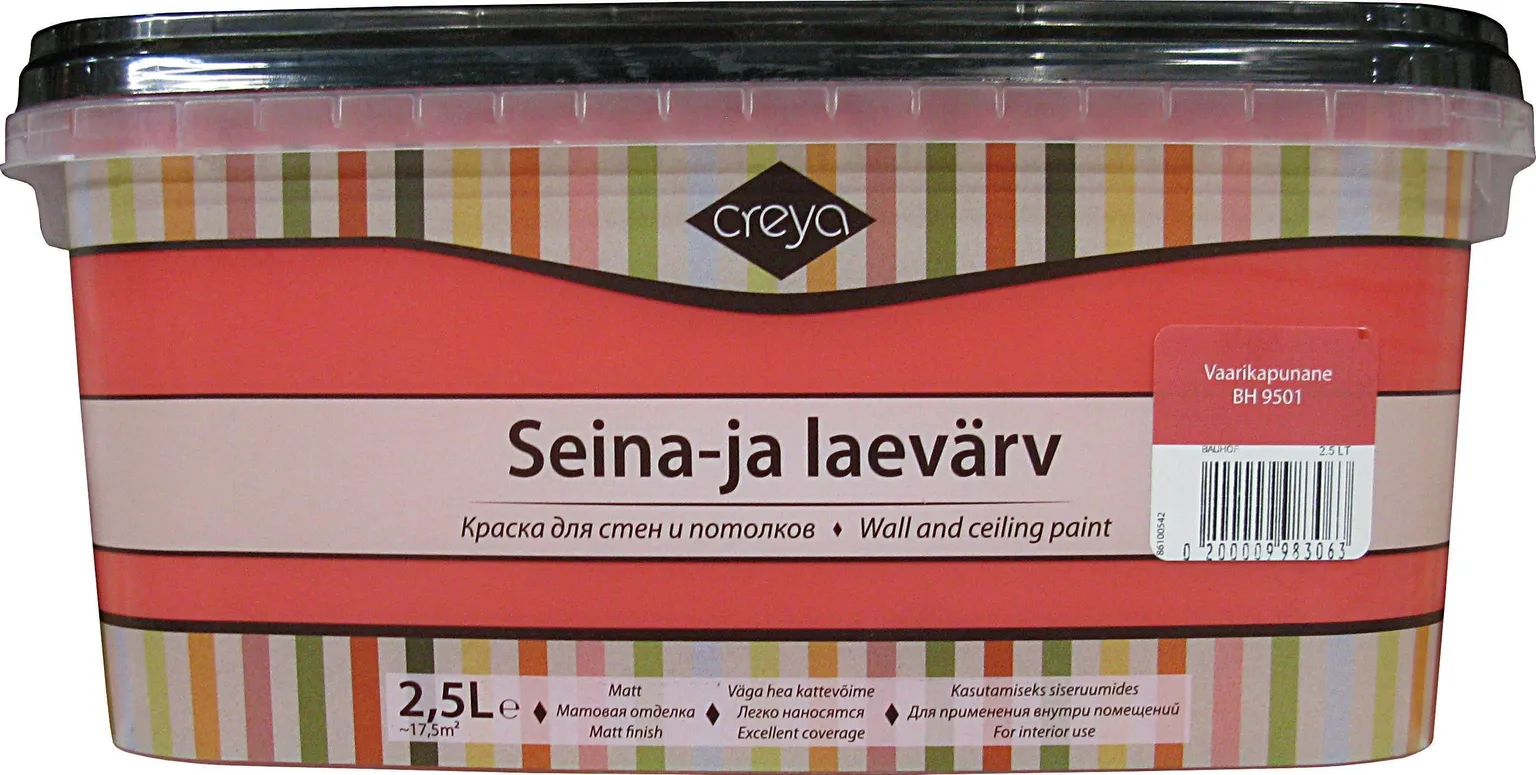 creya
Vaarikapunane
BH 9501
BAUHOF 2.5 LT
86100542
0 200009 983063
Seina-ja laevärv
Краска для стен и потолков ♦ Wall and ceiling paint
2,5L e
~17,5m²
Matt
Матовая отделка
Matt finish
Väga hea kattevõime
Легко наносятся
Excellent coverage
Kasutamiseks siseruumides
Для применения внутри помещений
For interior use